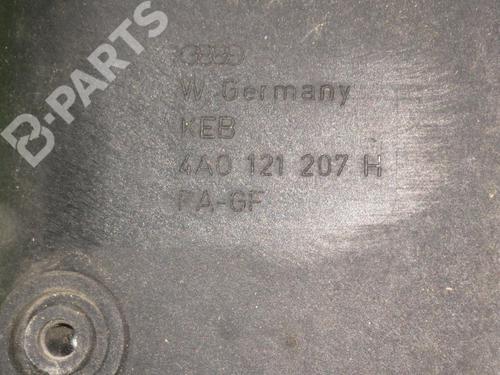 B-PARTS
W. Germany
KEB
4A0 121 207 H
PA-GF